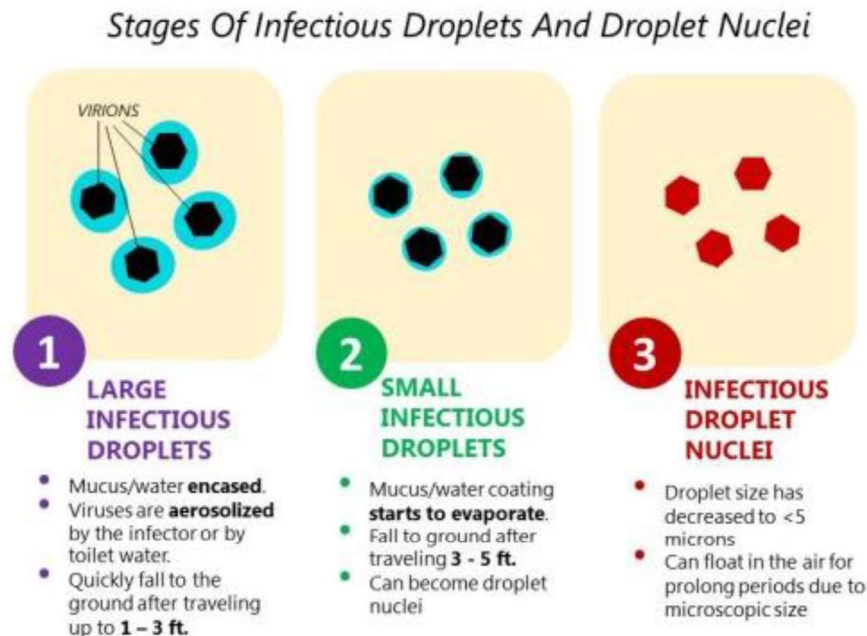 Stages Of Infectious Droplets And Droplet Nuclei
VIRIONS
1
LARGE
INFECTIOUS
DROPLETS
• Mucus/water encased.
• Viruses are aerosolized
by the infector or by
toilet water.
• Quickly fall to the
ground after traveling
up to 1 – 3 ft.
2
SMALL
INFECTIOUS
DROPLETS
• Mucus/water coating
starts to evaporate.
• Fall to ground after
traveling 3 - 5 ft.
• Can become droplet
nuclei
3
INFECTIOUS
DROPLET
NUCLEI
• Droplet size has
decreased to <5
microns
• Can float in the air for
prolong periods due to
microscopic size